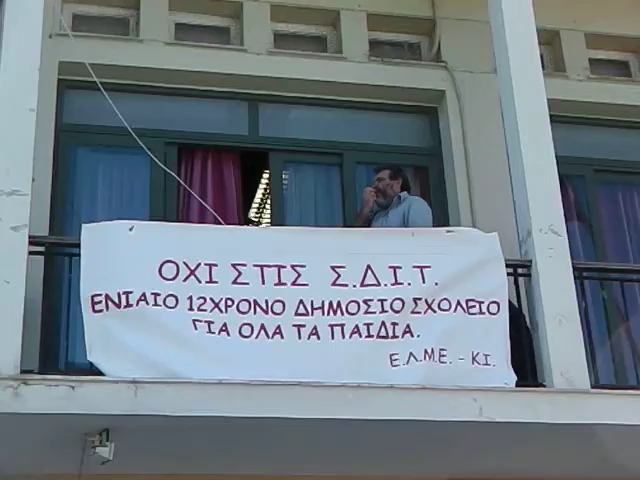 ΟΧΙ ΣΤΙΣ Σ.Δ.Ι.Τ.
ΕΝΙΑΙΟ 12ΧΡΟΝΟ ΔΗΜΟΣΙΟ ΣΧΟΛΕΙΟ
ΓΙΑ ΟΛΑ ΤΑ ΠΑΙΔΙΑ.
Ε.Λ.Μ.Ε. - ΚΙ.